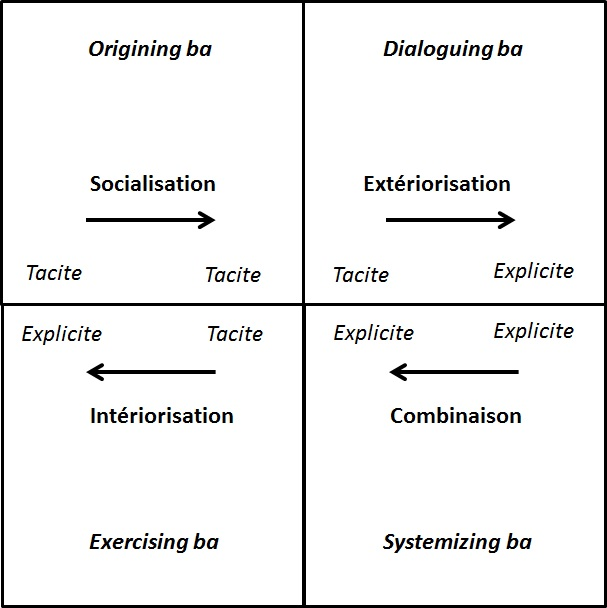 Origining ba
Dialoguing ba
Socialisation
Extériorisation
Tacite
Tacite
Tacite
Explicite
Explicite
Tacite
Explicite
Explicite
Intériorisation
Combinaison
Exercising ba
Systemizing ba